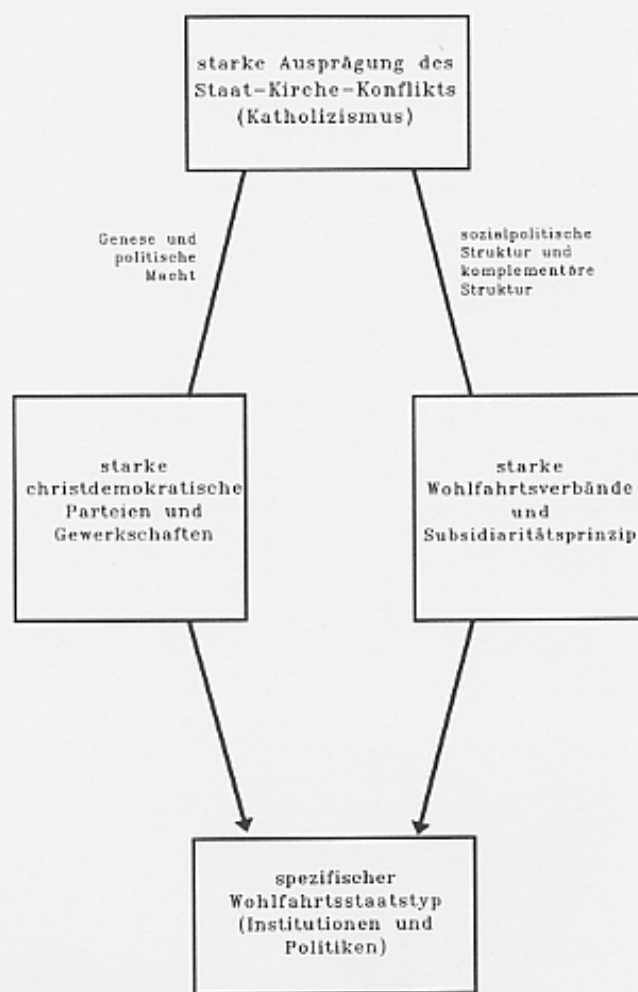 starke Ausprägung des
Staat-Kirche-Konflikts
(Katholizismus)
Genese und
politische
Macht
sozialpolitische
Struktur und
komplementäre
Struktur
starke
christdemokratische
Parteien und
Gewerkschaften
starke
Wohlfahrtsverbände
und
Subsidiaritätsprinzip
spezifischer
Wohlfahrtsstaatstyp
(Institutionen und
Politiken)